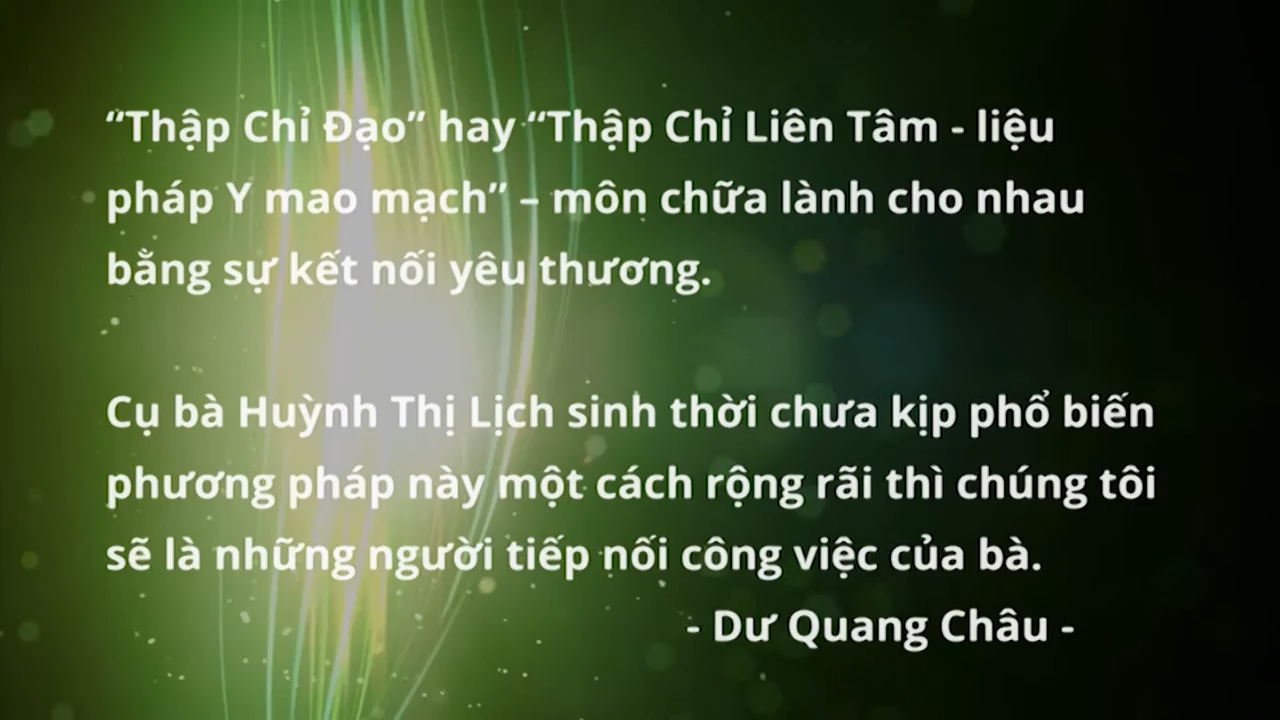 “Thập Chỉ Đạo” hay “Thập Chỉ Liên Tâm - liệu
pháp Y mao mạch” – môn chữa lành cho nhau
bằng sự kết nối yêu thương.
Cụ bà Huỳnh Thị Lịch sinh thời chưa kịp phổ biến
phương pháp này một cách rộng rãi thì chúng tôi
sẽ là những người tiếp nối công việc của bà.
- Dư Quang Châu -